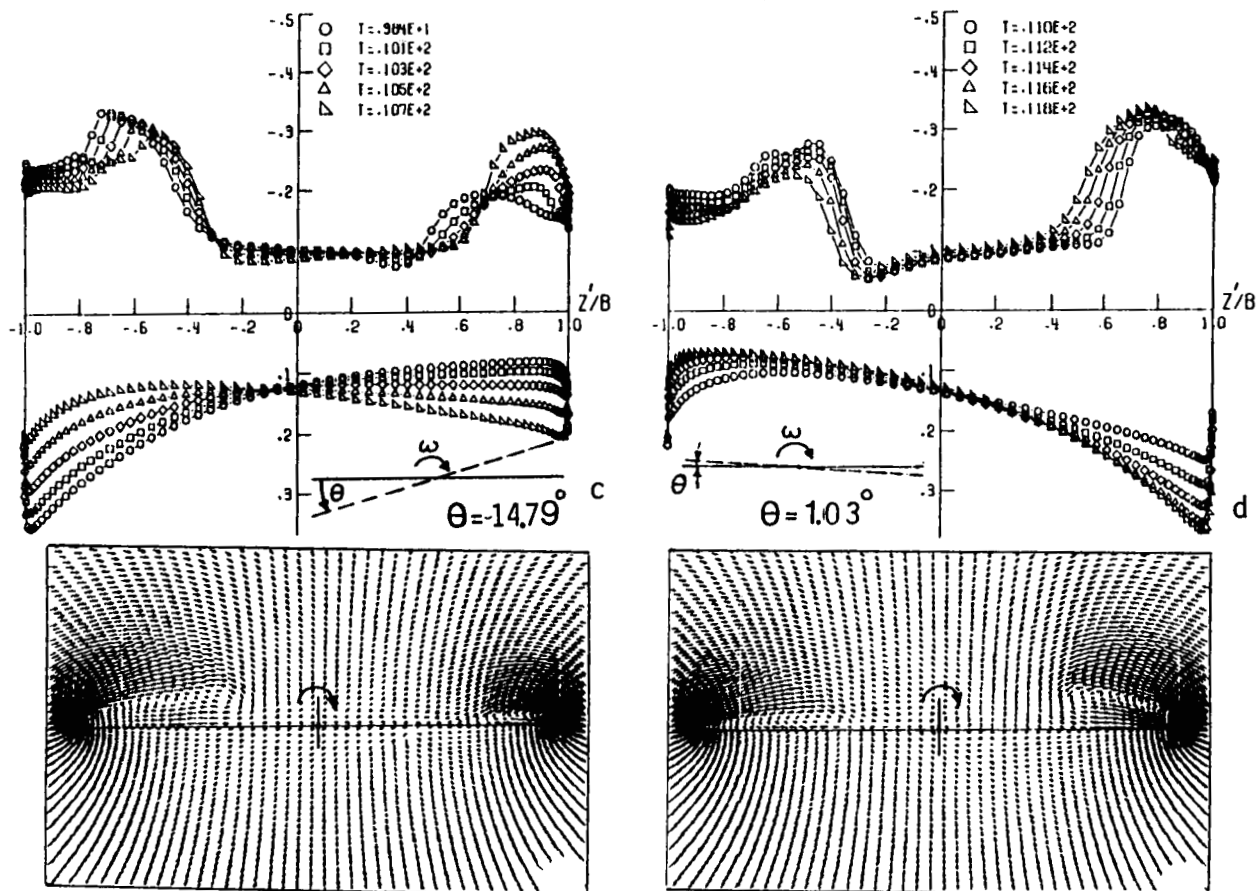 -.5
T=.984E+1
T=.101E+2
T=.103E+2
T=.105E+2
T=.107E+2
-.4
-.3
-.2
-.1
0
-1.0 -.8 -.6 -.4 -.2 0 .2 .4 .6 .8 1.0
Z'/B
.1
.2
.3
ω
θ
θ=-14.79°
c
-.5
T=.110E+2
T=.112E+2
T=.114E+2
T=.116E+2
T=.118E+2
-.4
-.3
-.2
-.1
0
-1.0 -.8 -.6 -.4 -.2 .2 .4 .6 .8 1.0
Z'/B
.1
.2
.3
ω
θ
θ=1.03°
d